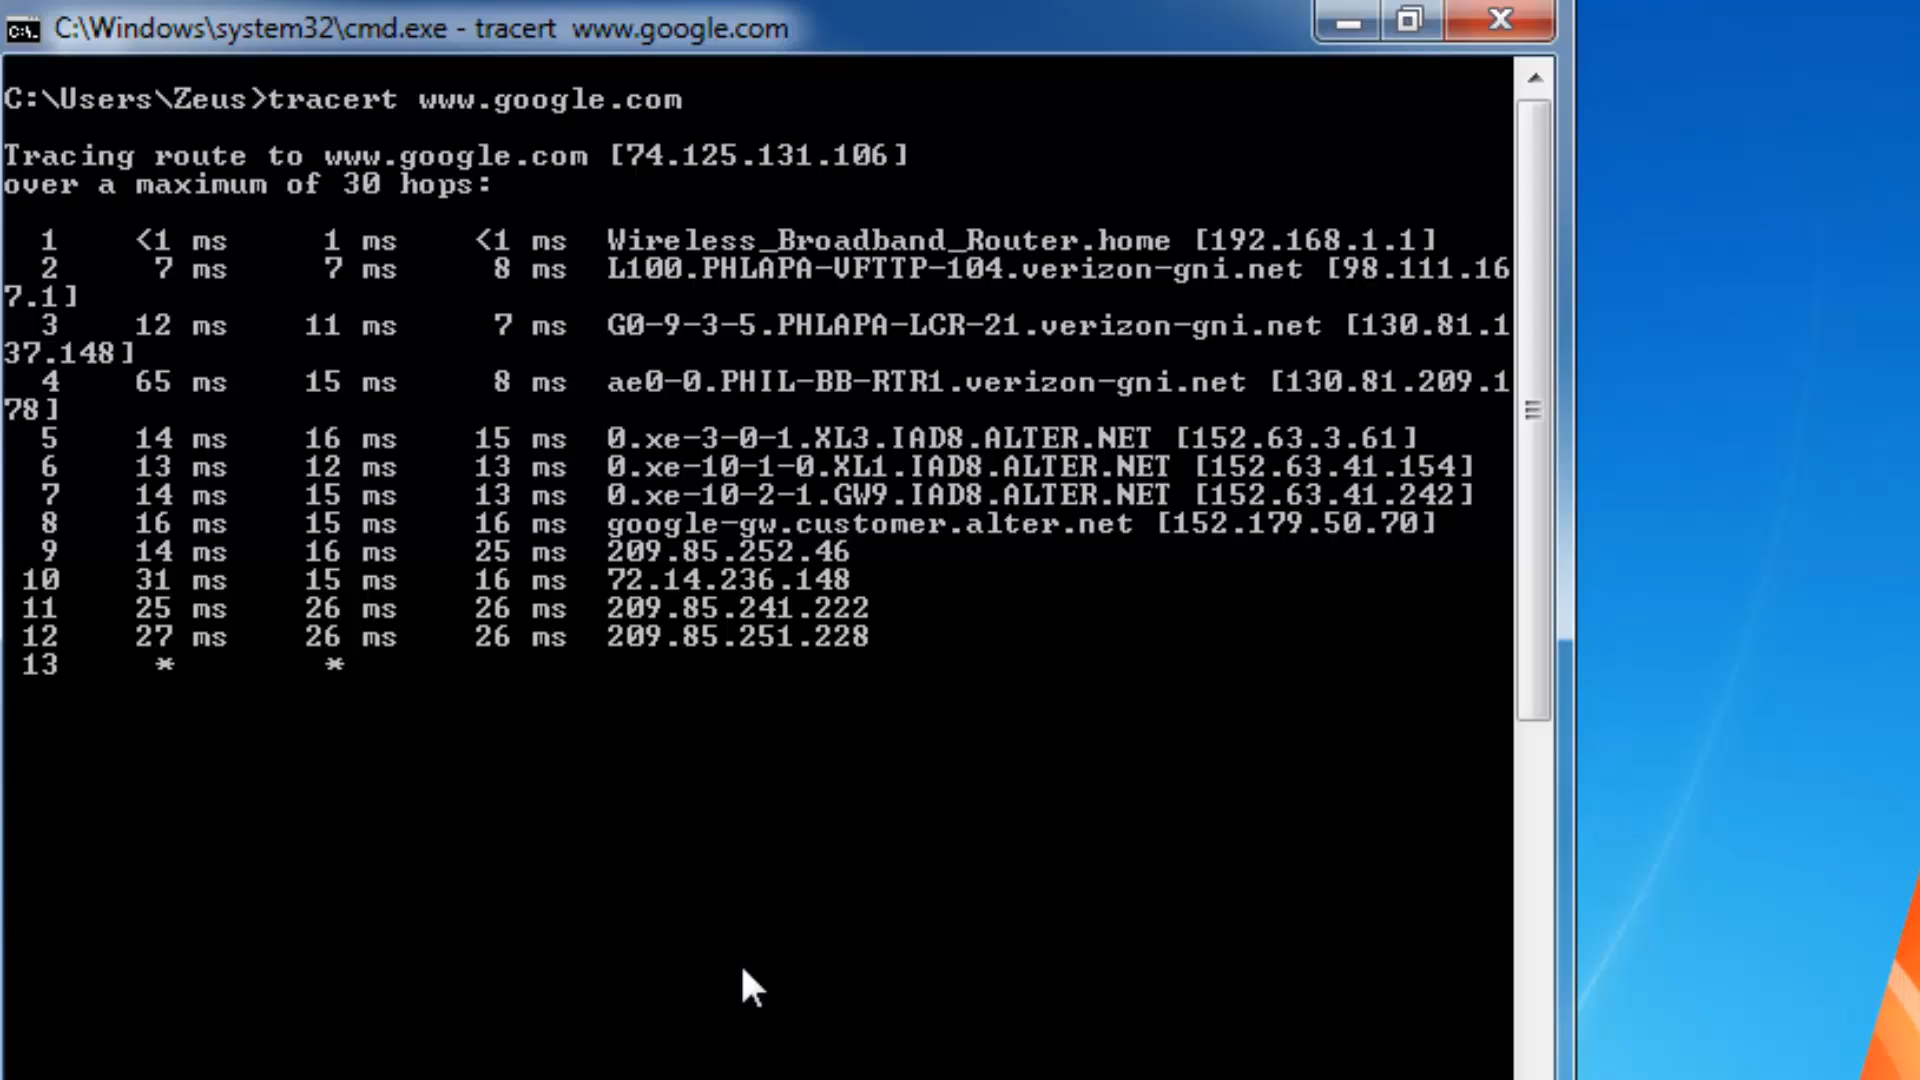 C:\Windows\system32\cmd.exe - tracert  www.google.com
C:\Users\Zeus>tracert www.google.com
Tracing route to www.google.com [74.125.131.106]
over a maximum of 30 hops:
1    <1 ms     1 ms    <1 ms  Wireless_Broadband_Router.home [192.168.1.1]
2     7 ms     7 ms     8 ms  L100.PHLAPA-VFTTP-104.verizon-gni.net [98.111.16
7.1]
3    12 ms    11 ms     7 ms  G0-9-3-5.PHLAPA-LCR-21.verizon-gni.net [130.81.1
37.148]
4    65 ms    15 ms     8 ms  ae0-0.PHIL-BB-RTR1.verizon-gni.net [130.81.209.1
78]
5    14 ms    16 ms    15 ms  0.xe-3-0-1.XL3.IAD8.ALTER.NET [152.63.3.61]
6    13 ms    12 ms    13 ms  0.xe-10-1-0.XL1.IAD8.ALTER.NET [152.63.41.154]
7    14 ms    15 ms    13 ms  0.xe-10-2-1.GW9.IAD8.ALTER.NET [152.63.41.242]
8    16 ms    15 ms    16 ms  google-gw.customer.alter.net [152.179.50.70]
9    14 ms    16 ms    25 ms  209.85.252.46
10    31 ms    15 ms    16 ms  72.14.236.148
11    25 ms    26 ms    26 ms  209.85.241.222
12    27 ms    26 ms    26 ms  209.85.251.228
13     *        *